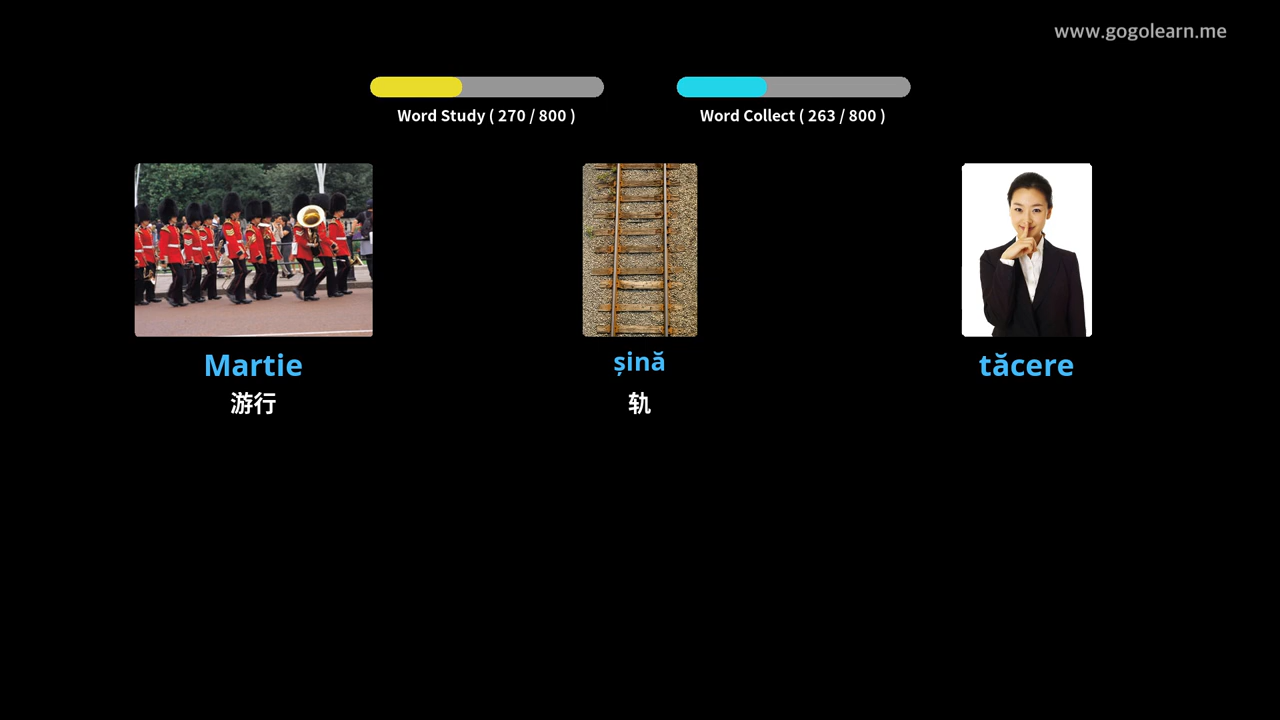 www.gogolearn.me
Word Study ( 270 / 800 )
Word Collect ( 263 / 800 )
Martie
游行
șină
轨
tăcere